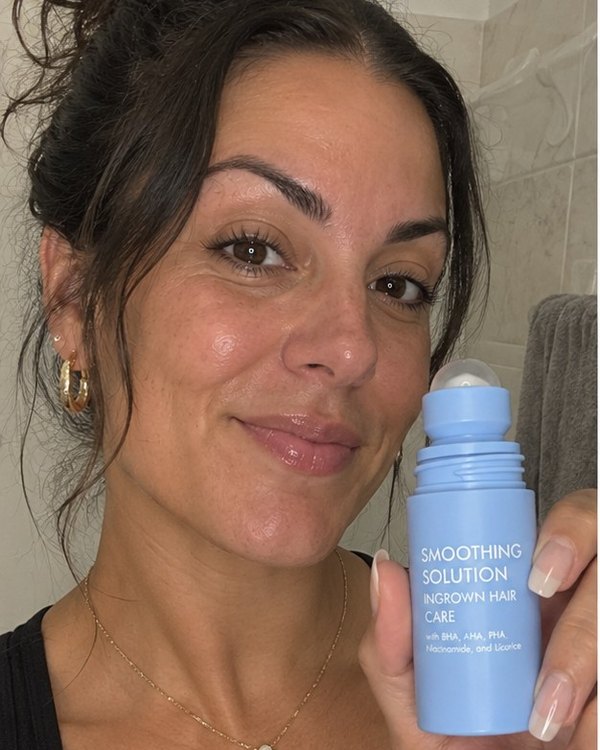 SMOOTHING
SOLUTION
INGROWN HAIR
CARE
with BHA, AHA, PHA,
Niacinamide, and Licorice